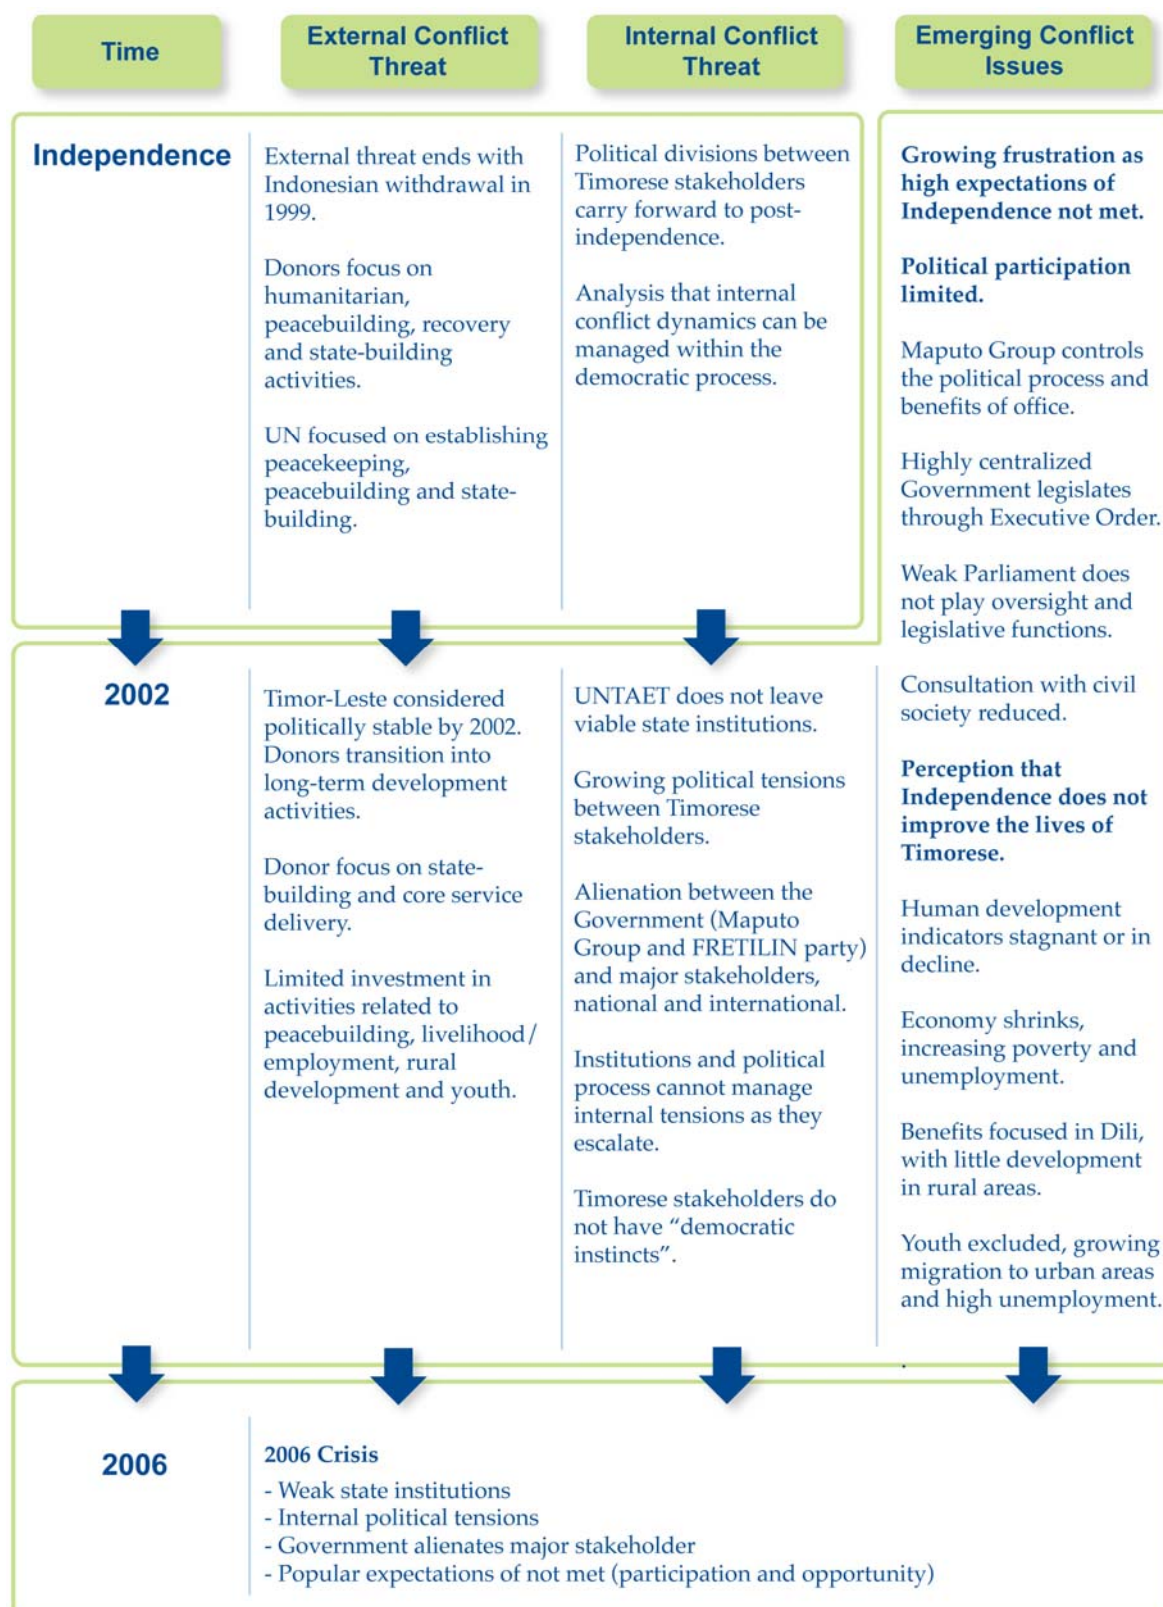 Time
External Conflict
Threat
Internal Conflict
Threat
Emerging Conflict
Issues
Independence
External threat ends with
Indonesian withdrawal in
1999.
Donors focus on
humanitarian,
peacebuilding, recovery
and state-building
activities.
UN focused on establishing
peacekeeping,
peacebuilding and state-
building.
Political divisions between
Timorese stakeholders
carry forward to post-
independence.
Analysis that internal
conflict dynamics can be
managed within the
democratic process.
Growing frustration as
high expectations of
Independence not met.
Political participation
limited.
Maputo Group controls
the political process and
benefits of office.
Highly centralized
Government legislates
through Executive Order.
Weak Parliament does
not play oversight and
legislative functions.
Consultation with civil
society reduced.
Perception that
Independence does not
improve the lives of
Timorese.
Human development
indicators stagnant or in
decline.
Economy shrinks,
increasing poverty and
unemployment.
Benefits focused in Dili,
with little development
in rural areas.
Youth excluded, growing
migration to urban areas
and high unemployment.
.
2002
Timor-Leste considered
politically stable by 2002.
Donors transition into
long-term development
activities.
Donor focus on state-
building and core service
delivery.
Limited investment in
activities related to
peacebuilding, livelihood/
employment, rural
development and youth.
UNTAET does not leave
viable state institutions.
Growing political tensions
between Timorese
stakeholders.
Alienation between the
Government (Maputo
Group and FRETILIN party)
and major stakeholders,
national and international.
Institutions and political
process cannot manage
internal tensions as they
escalate.
Timorese stakeholders do
not have “democratic
instincts”.
2006
2006 Crisis
- Weak state institutions
- Internal political tensions
- Government alienates major stakeholder
- Popular expectations of not met (participation and opportunity)